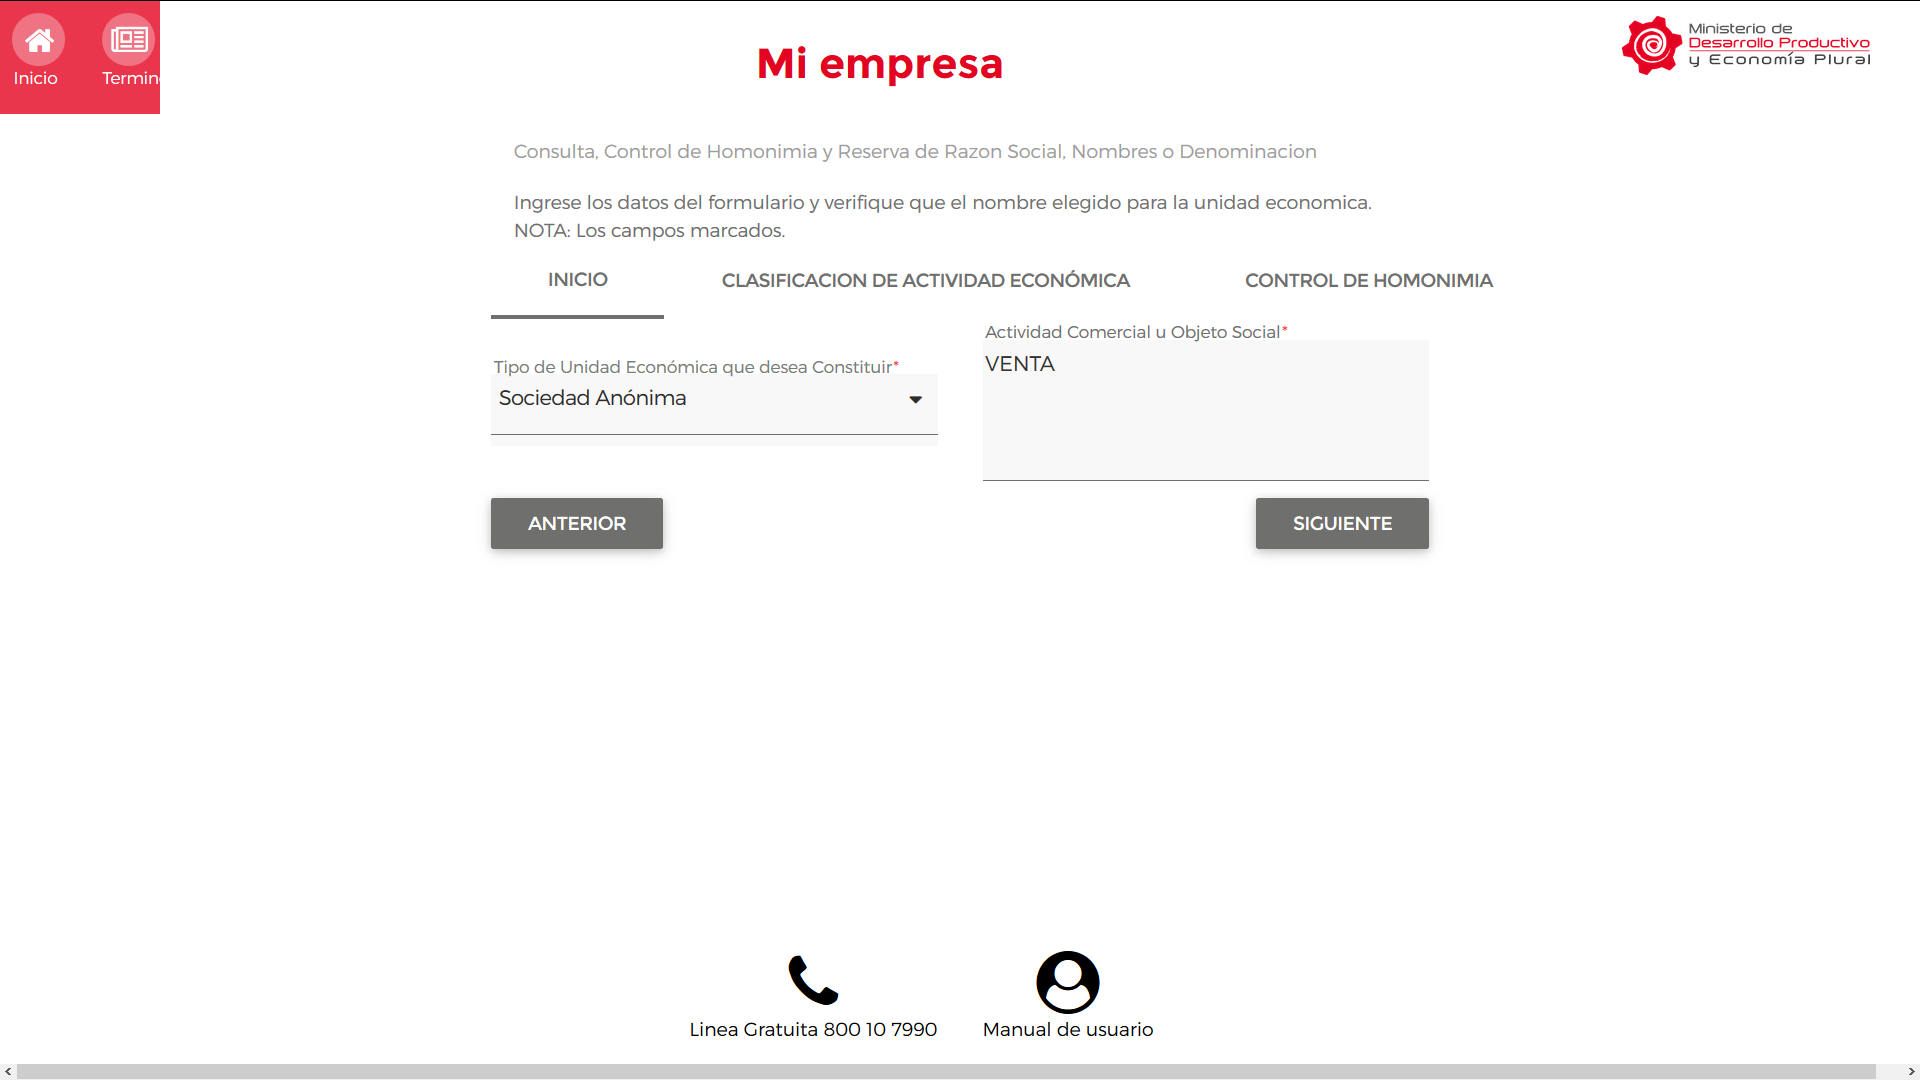 Inicio
Termin
Mi empresa
Ministerio de
Desarrollo Productivo
y Economía Plural
Consulta, Control de Homonimia y Reserva de Razon Social, Nombres o Denominacion
Ingrese los datos del formulario y verifique que el nombre elegido para la unidad economica.
NOTA: Los campos marcados.
INICIO
CLASIFICACION DE ACTIVIDAD ECONÓMICA
CONTROL DE HOMONIMIA
Tipo de Unidad Económica que desea Constituir*
Sociedad Anónima
Actividad Comercial u Objeto Social*
VENTA
ANTERIOR
SIGUIENTE
Linea Gratuita 800 10 7990
Manual de usuario